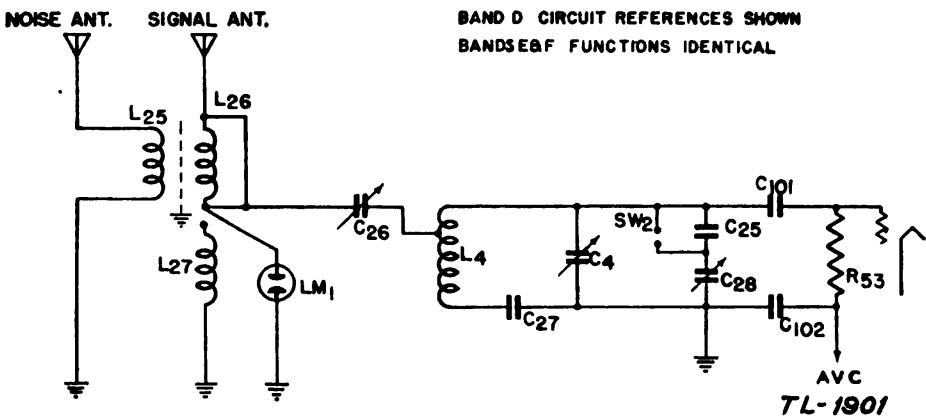 NOISE ANT.
SIGNAL ANT.
BAND D CIRCUIT REFERENCES SHOWN
BANDS E&F FUNCTIONS IDENTICAL
L25
L26
L27
LM1
C26
L4
C27
C4
SW2
C25
C28
C101
C102
R53
AVC
TL-1901